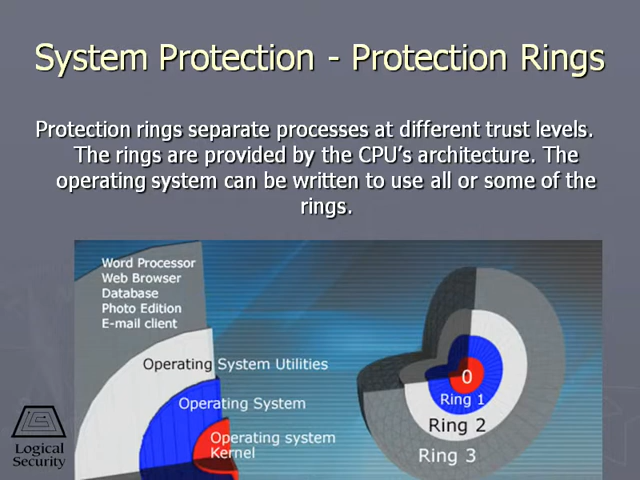 System Protection - Protection Rings
Protection rings separate processes at different trust levels.
The rings are provided by the CPU's architecture. The
operating system can be written to use all or some of the
rings.
Word Processor
Web Browser
Database
Photo Edition
E-mail client
Operating System Utilities
Operating System
Operating system
Kernel
0
Ring 1
Ring 2
Ring 3
Logical
Security